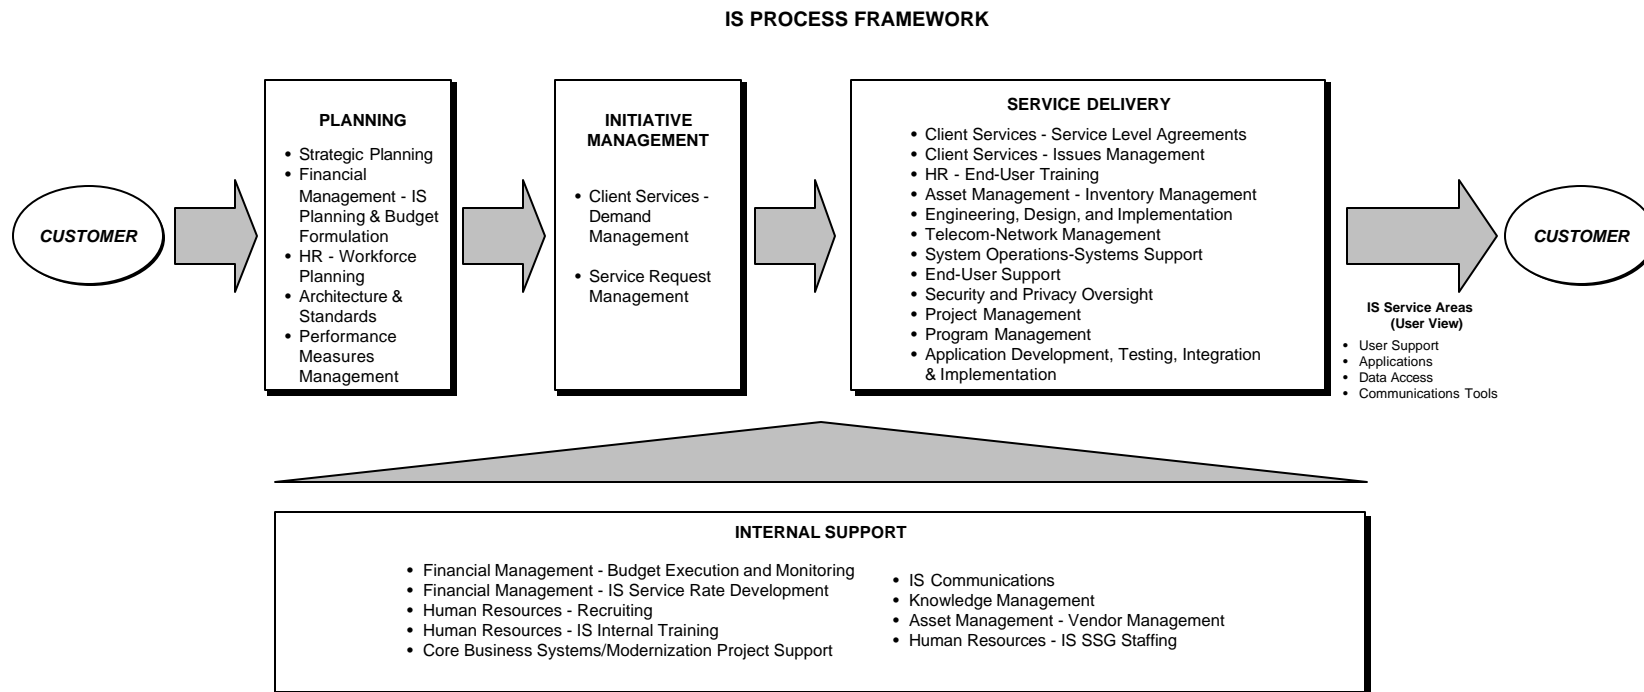 IS PROCESS FRAMEWORK
CUSTOMER
PLANNING
• Strategic Planning
• Financial
Management - IS
Planning & Budget
Formulation
• HR - Workforce
Planning
• Architecture &
Standards
• Performance
Measures
Management
INITIATIVE
MANAGEMENT
• Client Services -
Demand
Management
• Service Request
Management
SERVICE DELIVERY
• Client Services - Service Level Agreements
• Client Services - Issues Management
• HR - End-User Training
• Asset Management - Inventory Management
• Engineering, Design, and Implementation
• Telecom-Network Management
• System Operations-Systems Support
• End-User Support
• Security and Privacy Oversight
• Project Management
• Program Management
• Application Development, Testing, Integration
& Implementation
CUSTOMER
IS Service Areas
(User View)
• User Support
• Applications
• Data Access
• Communications Tools
INTERNAL SUPPORT
• Financial Management - Budget Execution and Monitoring
• Financial Management - IS Service Rate Development
• Human Resources - Recruiting
• Human Resources - IS Internal Training
• Core Business Systems/Modernization Project Support
• IS Communications
• Knowledge Management
• Asset Management - Vendor Management
• Human Resources - IS SSG Staffing